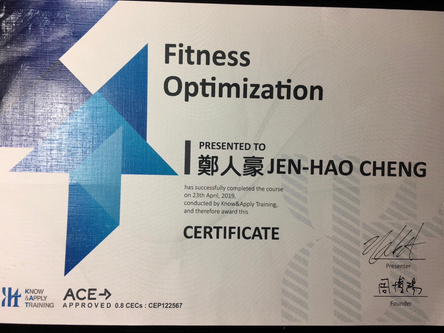 Fitness
Optimization
PRESENTED TO
鄭人豪 JEN-HAO CHENG
has successfully completed the course
on 23th April, 2019,
conducted by Know&Apply Training,
and therefore award this
CERTIFICATE
Presenter
Founder
KNOW
&APPLY
TRAINING
ACE
APPROVED 0.8 CECs : CEP122567